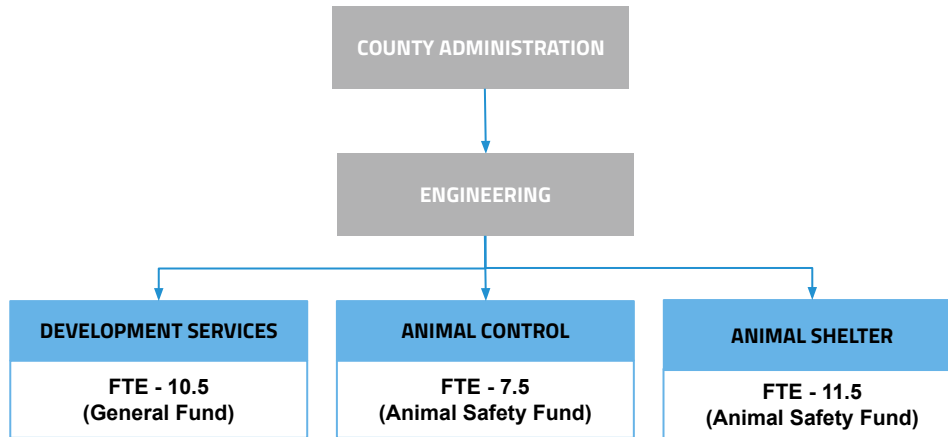 COUNTY ADMINISTRATION
ENGINEERING
DEVELOPMENT SERVICES
FTE - 10.5
(General Fund)
ANIMAL CONTROL
FTE - 7.5
(Animal Safety Fund)
ANIMAL SHELTER
FTE - 11.5
(Animal Safety Fund)